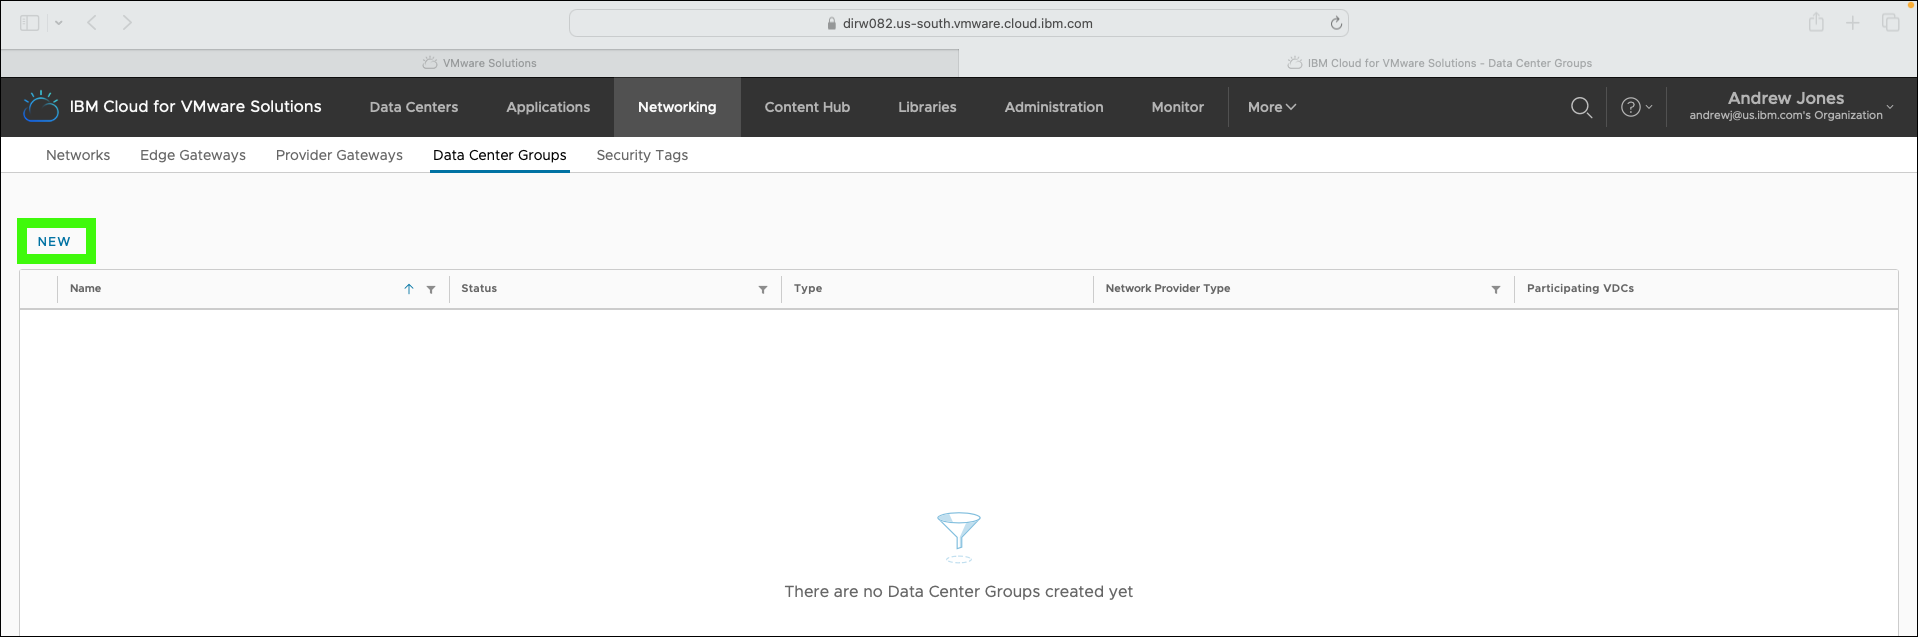 dirw082.us-south.vmware.cloud.ibm.com
VMware Solutions
IBM Cloud for VMware Solutions - Data Center Groups
IBM Cloud for VMware Solutions
Data Centers
Applications
Networking
Content Hub
Libraries
Administration
Monitor
More
?
Andrew Jones
andrewj@us.ibm.com's Organization
Networks
Edge Gateways
Provider Gateways
Data Center Groups
Security Tags
NEW
Name
Status
Type
Network Provider Type
Participating VDCs
There are no Data Center Groups created yet